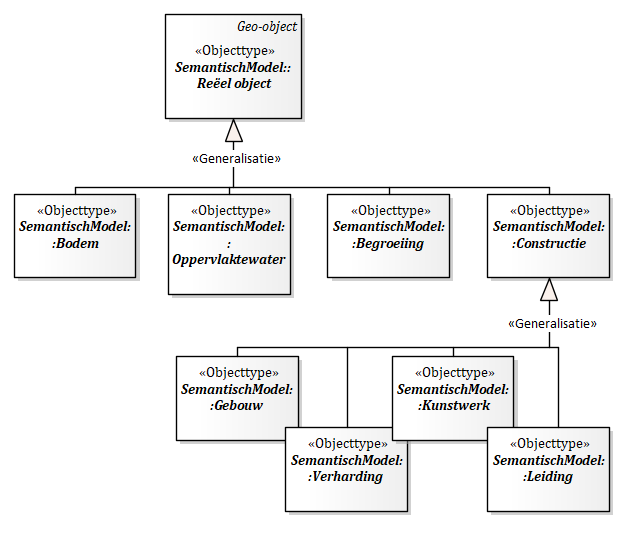 Geo-object
«Objecttype»
SemantischModel::
Reëel object
«Generalisatie»
«Objecttype»
SemantischModel:
:Bodem
«Objecttype»
SemantischModel:
:
Oppervlaktewater
«Objecttype»
SemantischModel:
:Begroeiing
«Objecttype»
SemantischModel:
:Constructie
«Generalisatie»
«Objecttype»
SemantischModel:
:Gebouw
«Objecttype»
SemantischModel:
:Kunstwerk
«Objecttype»
SemantischModel:
:Verharding
«Objecttype»
SemantischModel:
:Leiding